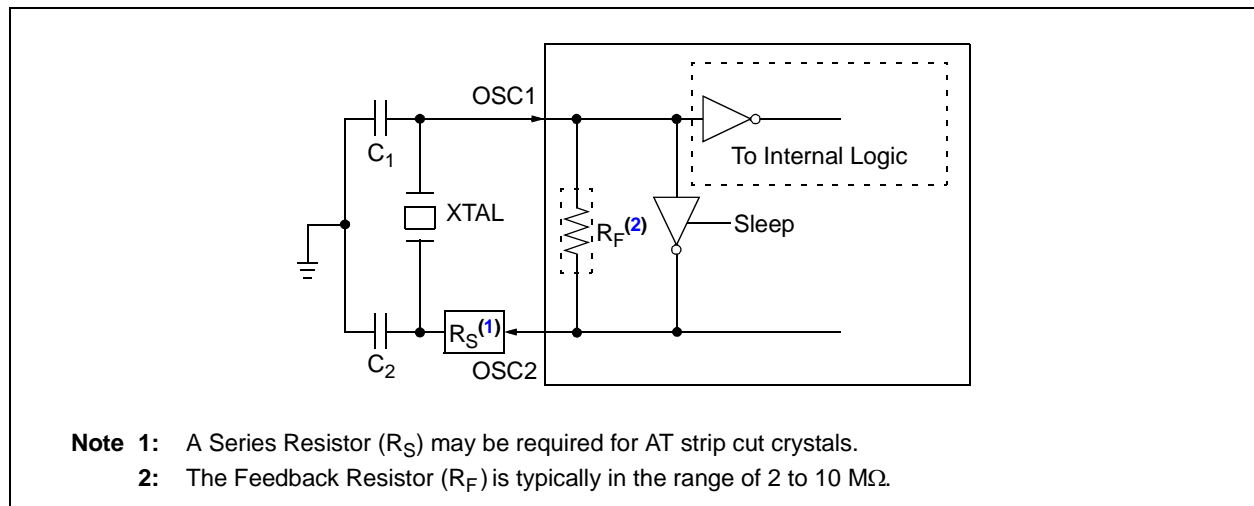 OSC1
C1
To Internal Logic
XTAL
RF(2)
Sleep
RS(1)
C2
OSC2
Note 1: A Series Resistor (RS) may be required for AT strip cut crystals.
2: The Feedback Resistor (RF) is typically in the range of 2 to 10 MΩ.